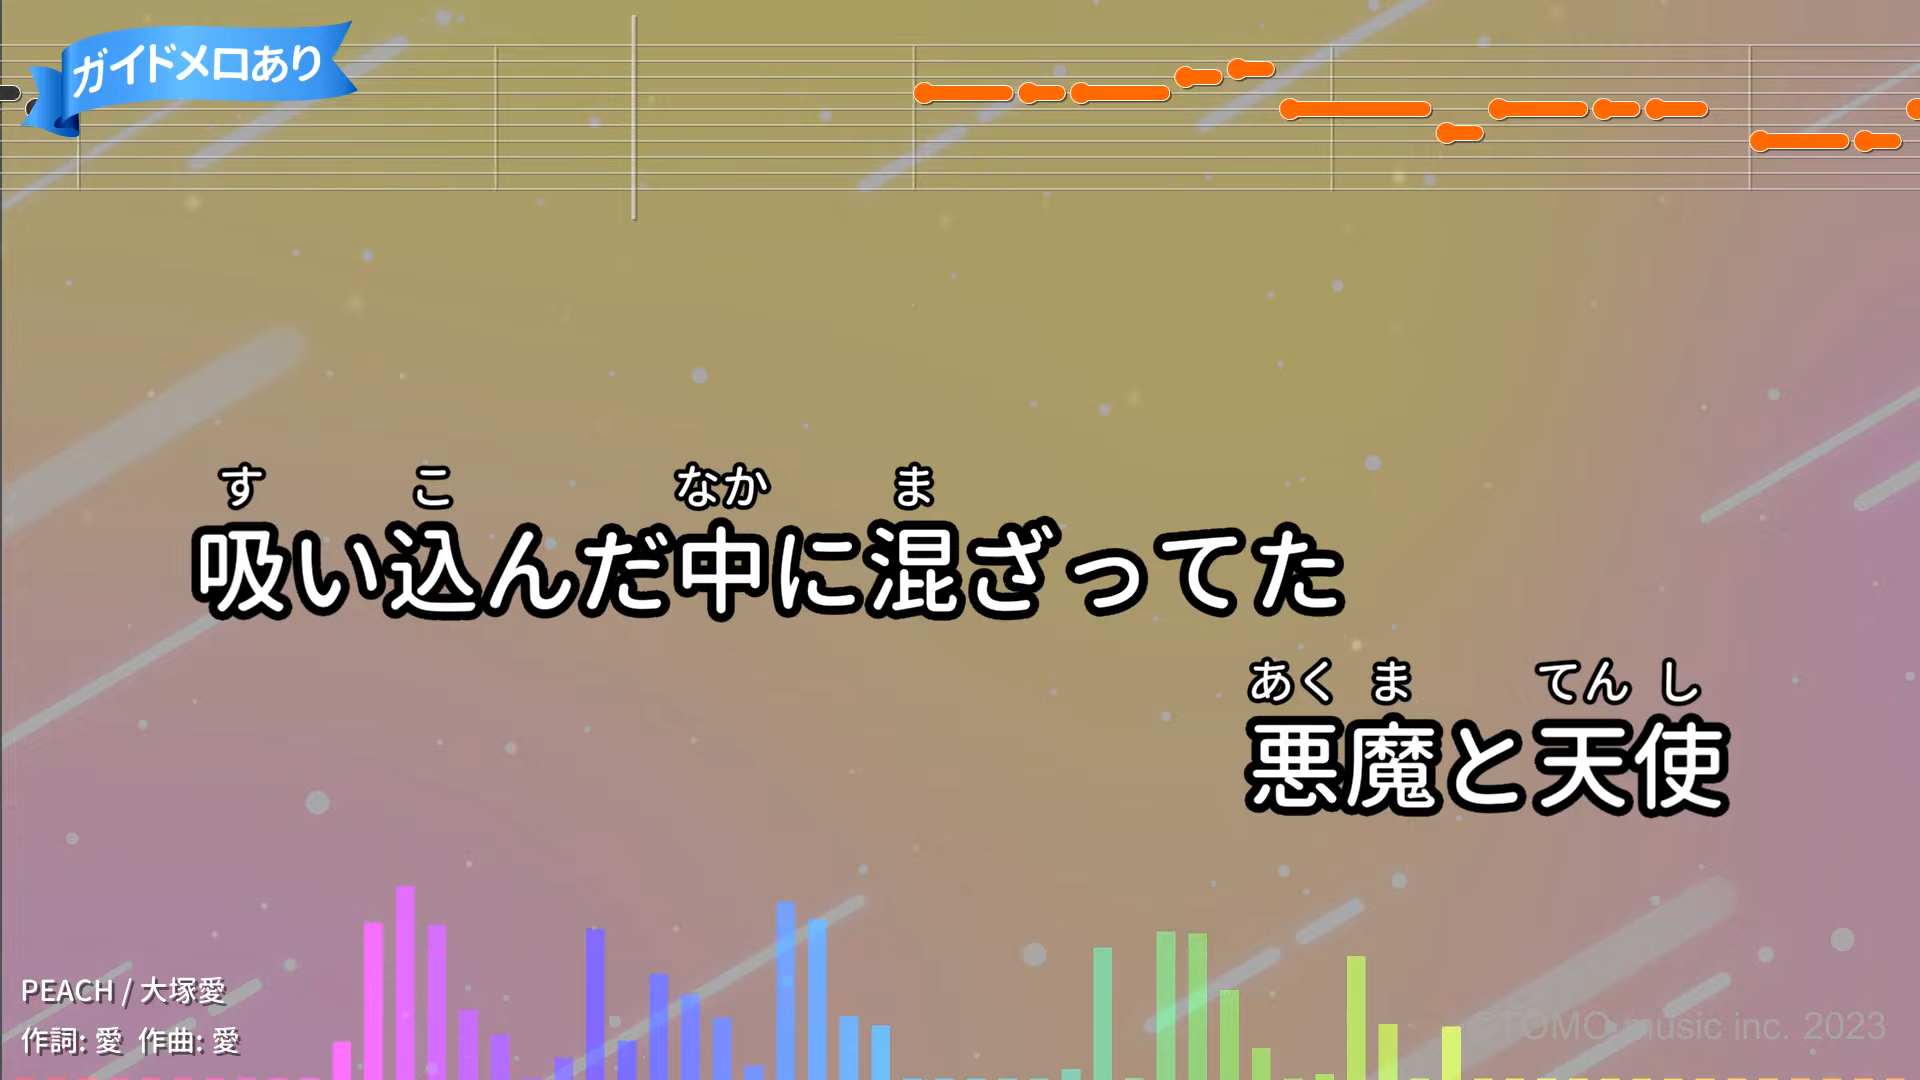 ガイドメロあり
す こ なか ま
吸い込んだ中に混ざってた
あく ま てん し
悪魔と天使
PEACH / 大塚愛
作詞: 愛 作曲: 愛
©TOMO music inc. 2023